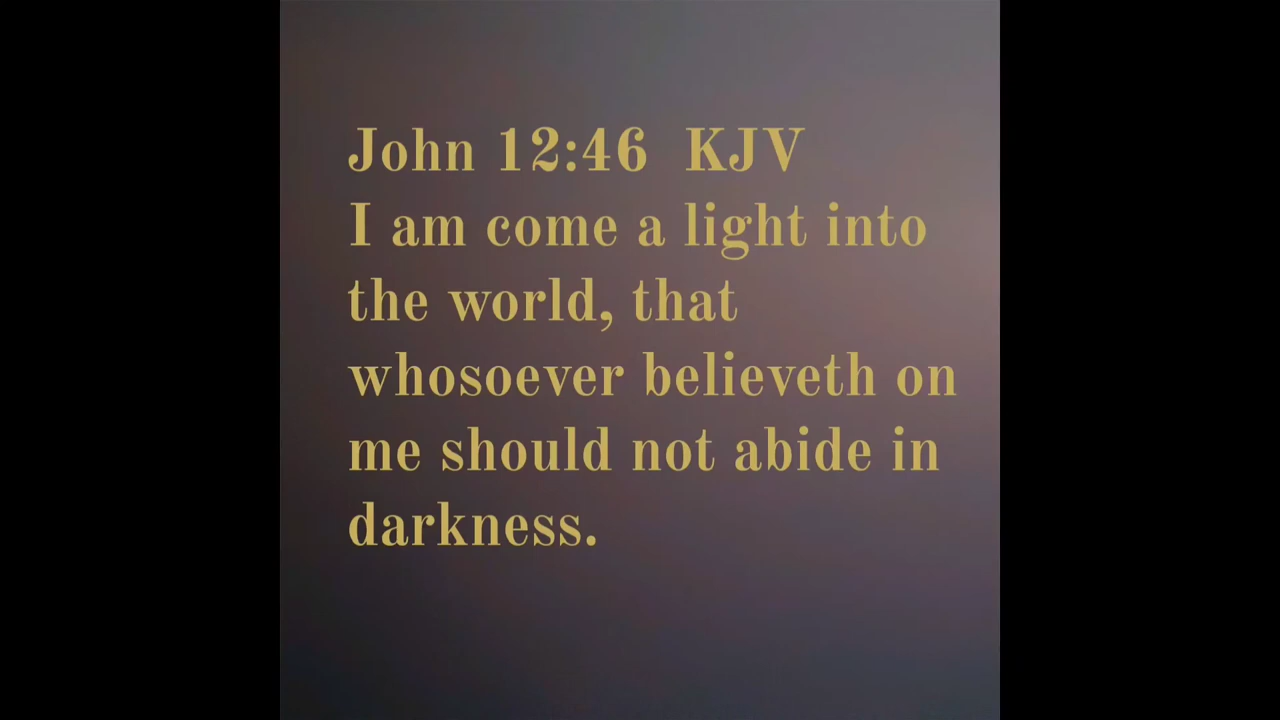 John 12:46  KJV
I am come a light into
the world, that
whosoever believeth on
me should not abide in
darkness.